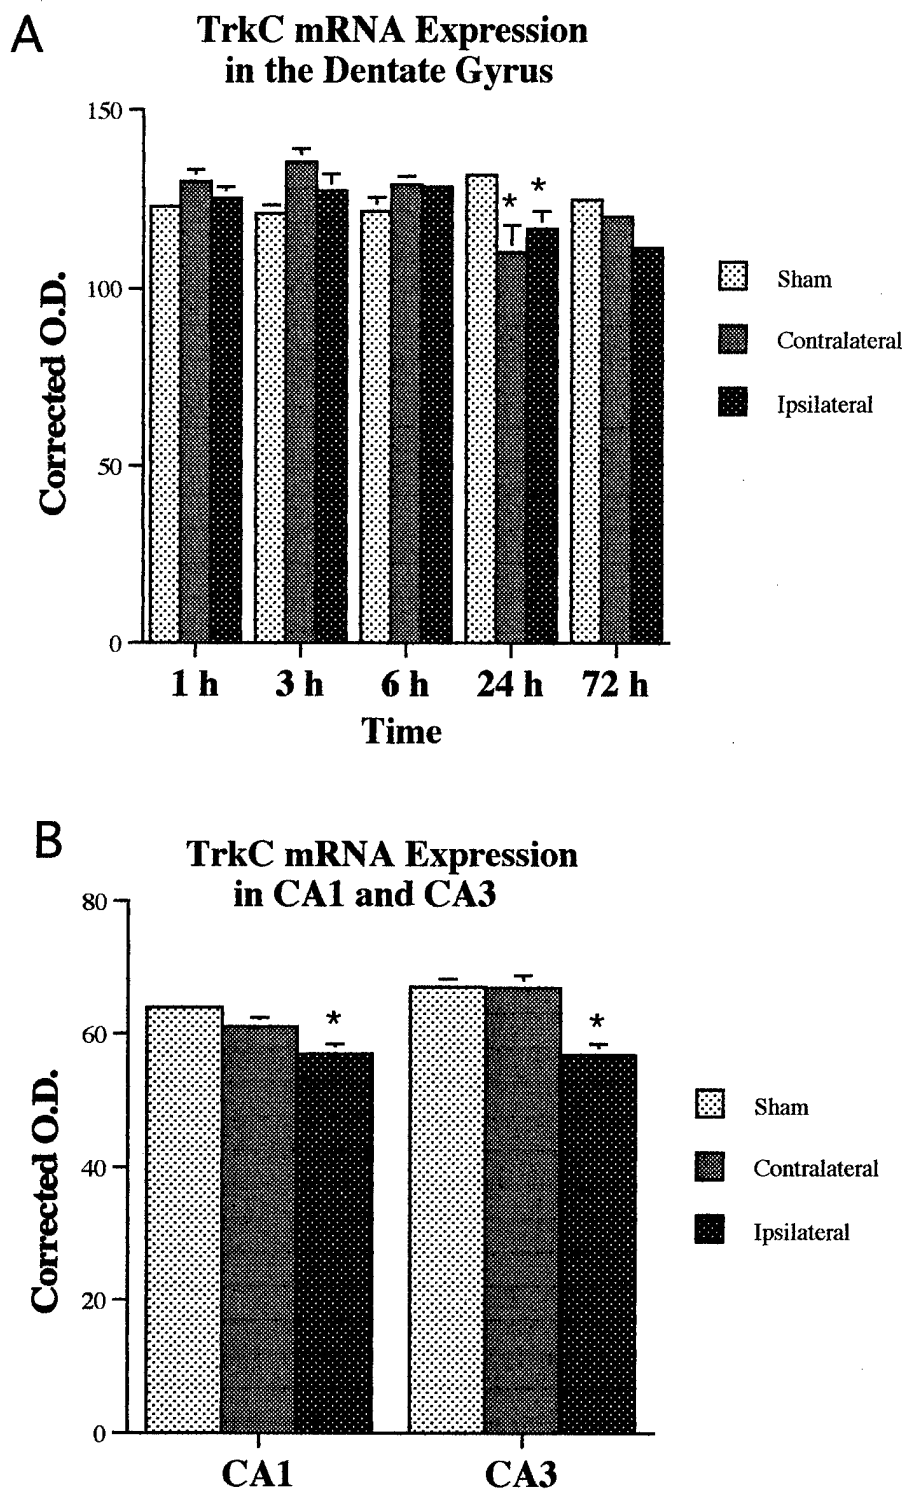 A
TrkC mRNA Expression
in the Dentate Gyrus
150
100
50
0
Corrected O.D.
* *
1 h 3 h 6 h 24 h 72 h
Time
Sham
Contralateral
Ipsilateral
B
TrkC mRNA Expression
in CA1 and CA3
80
60
40
20
0
Corrected O.D.
* *
CA1 CA3
Sham
Contralateral
Ipsilateral